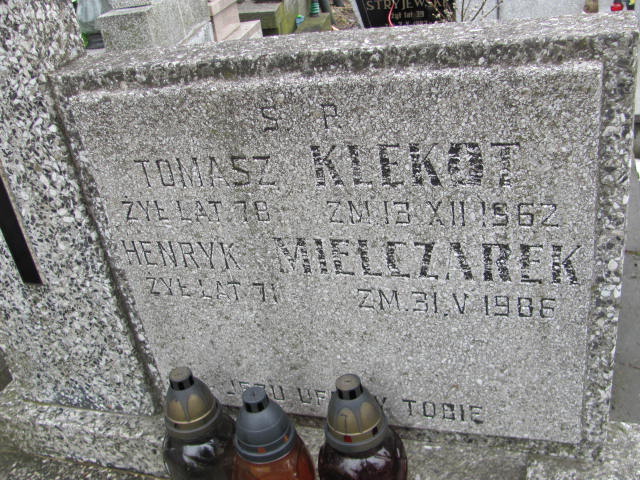 Ś P
TOMASZ KLEKOT
ŻYŁ LAT 78 ZM. 13 XII 1962
HENRYK MIELCZAREK
ŻYŁ LAT 71 ZM. 31. V 1986
JEZU TOBIE